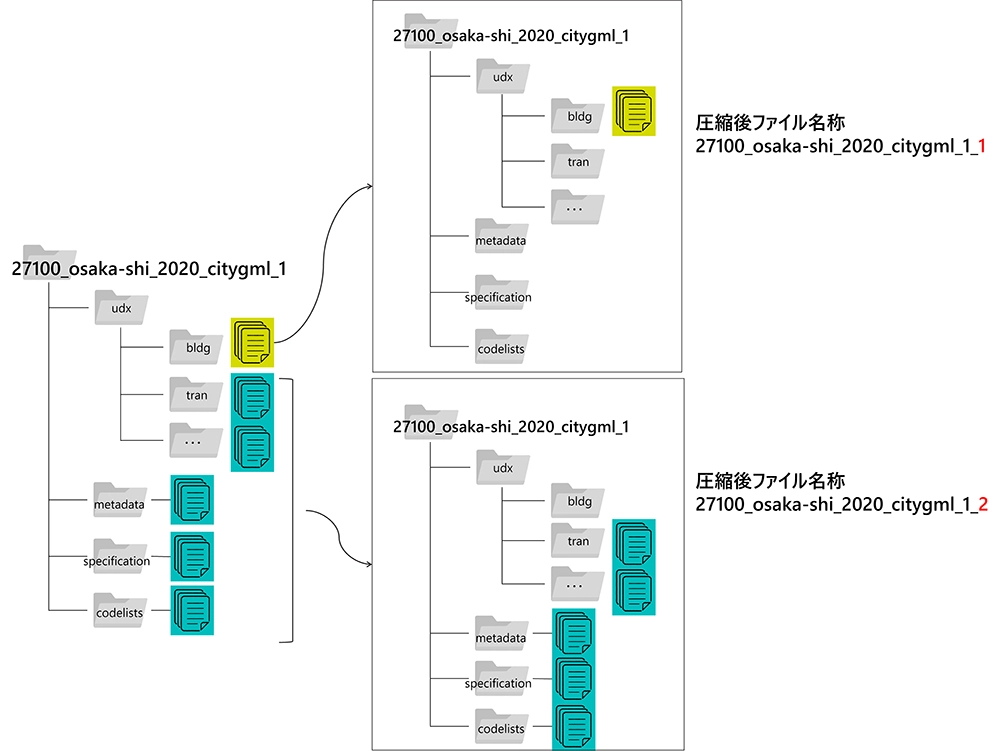 27100_osaka-shi_2020_citygml_1
udx
bldg
tran
...
metadata
specification
codelists
27100_osaka-shi_2020_citygml_1
udx
bldg
tran
...
metadata
specification
codelists
圧縮後ファイル名称
27100_osaka-shi_2020_citygml_1_1
27100_osaka-shi_2020_citygml_1
udx
bldg
tran
...
metadata
specification
codelists
圧縮後ファイル名称
27100_osaka-shi_2020_citygml_1_2